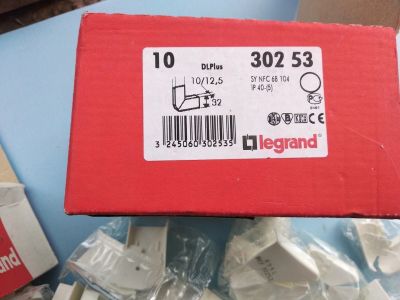 10 DLPlus 302 53
10/12,5
32
SY NFC 68 104
IP 40-(5)
3 245060 302535
legrand
rand